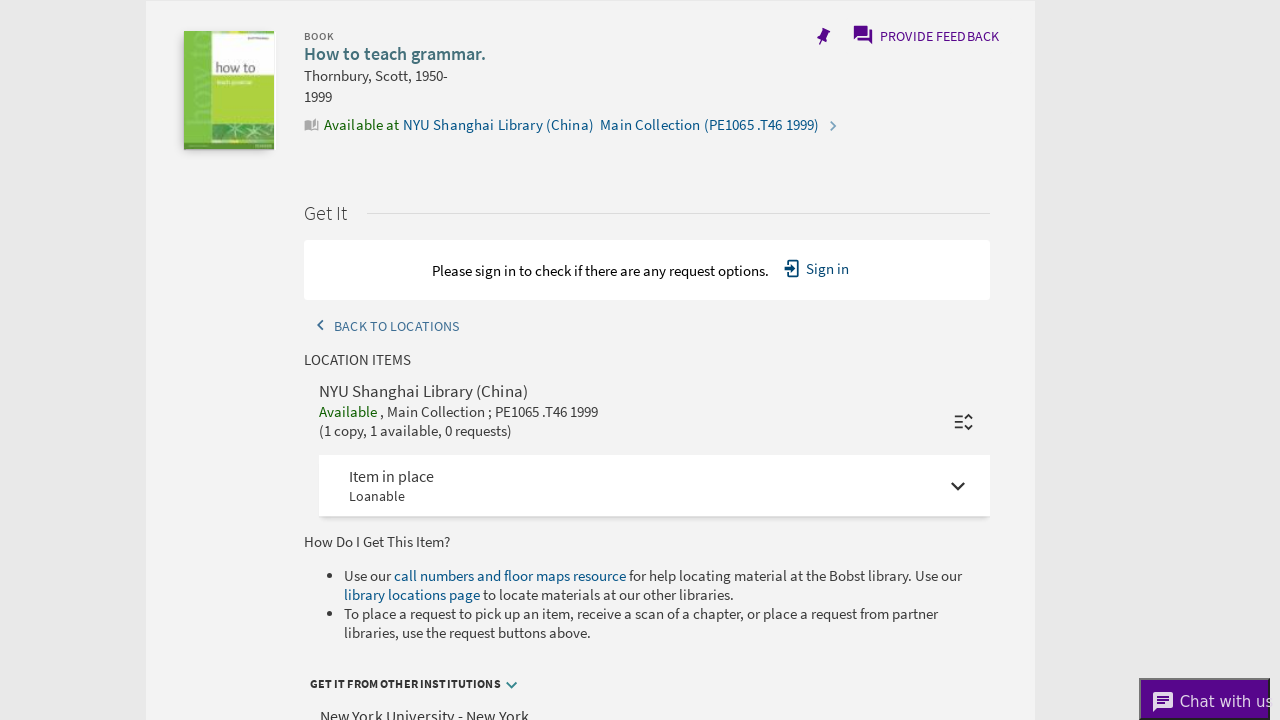 BOOK
How to teach grammar.
Thornbury, Scott, 1950-
1999
Available at NYU Shanghai Library (China) Main Collection (PE1065 .T46 1999)
PROVIDE FEEDBACK
how to
teach grammar
Get It
Please sign in to check if there are any request options. Sign in
BACK TO LOCATIONS
LOCATION ITEMS
NYU Shanghai Library (China)
Available , Main Collection ; PE1065 .T46 1999
(1 copy, 1 available, 0 requests)
Item in place
Loanable
How Do I Get This Item?
Use our call numbers and floor maps resource for help locating material at the Bobst library. Use our
library locations page to locate materials at our other libraries.
To place a request to pick up an item, receive a scan of a chapter, or place a request from partner
libraries, use the request buttons above.
GET IT FROM OTHER INSTITUTIONS
New York University - New York
Chat with us